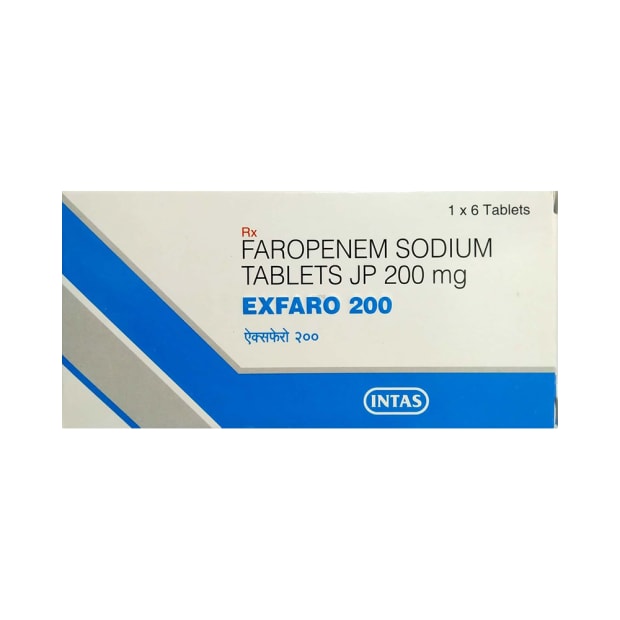 1 x 6 Tablets
Rx
FAROPENEM SODIUM
TABLETS JP 200 mg
EXFARO 200
ऐक्सफेरो २००
INTAS